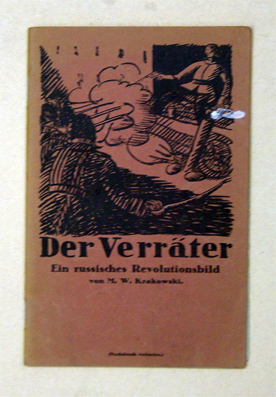 Der Verräter
Ein russisches Revolutionsbild
von M. W. Krakowski.